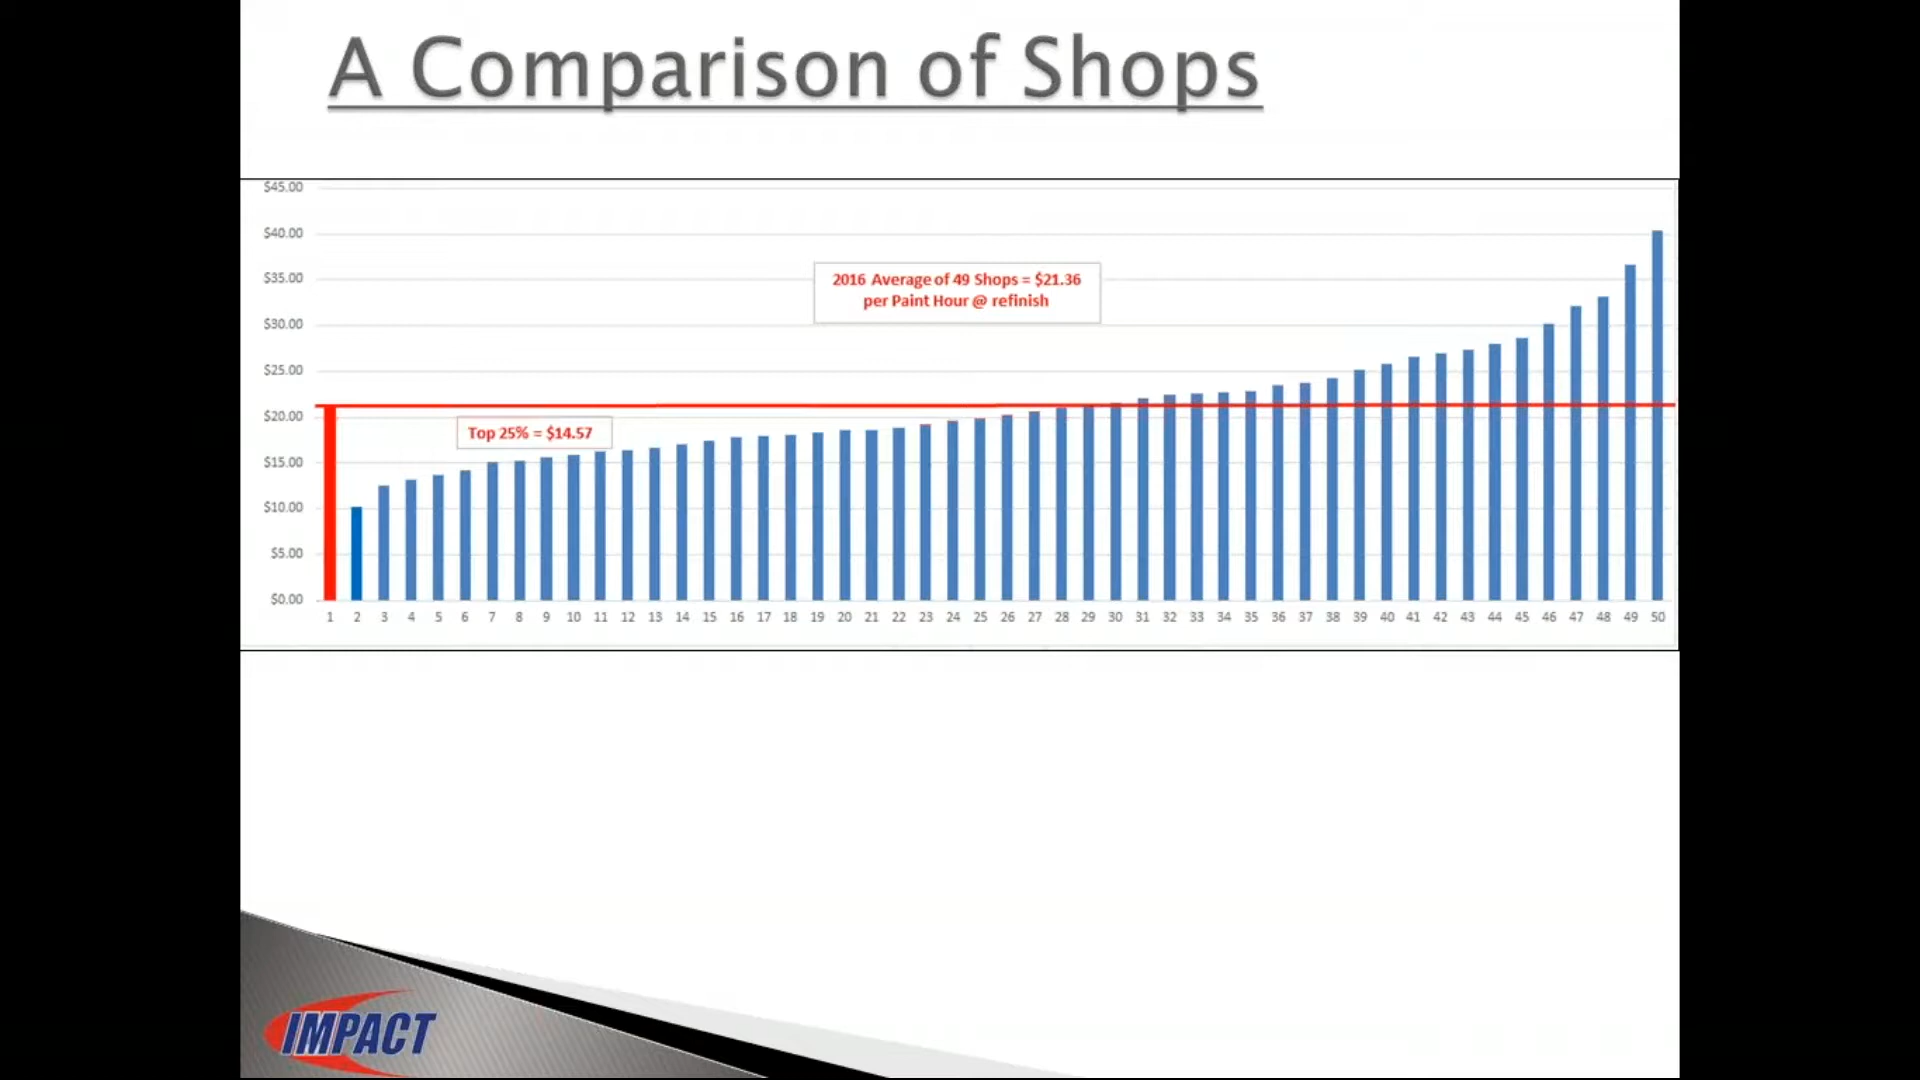 A Comparison of Shops
$45.00
$40.00
$35.00
$30.00
$25.00
$20.00
$15.00
$10.00
$5.00
$0.00
2016 Average of 49 Shops = $21.36
per Paint Hour @ refinish
Top 25% = $14.57
1 2 3 4 5 6 7 8 9 10 11 12 13 14 15 16 17 18 19 20 21 22 23 24 25 26 27 28 29 30 31 32 33 34 35 36 37 38 39 40 41 42 43 44 45 46 47 48 49 50
IMPACT